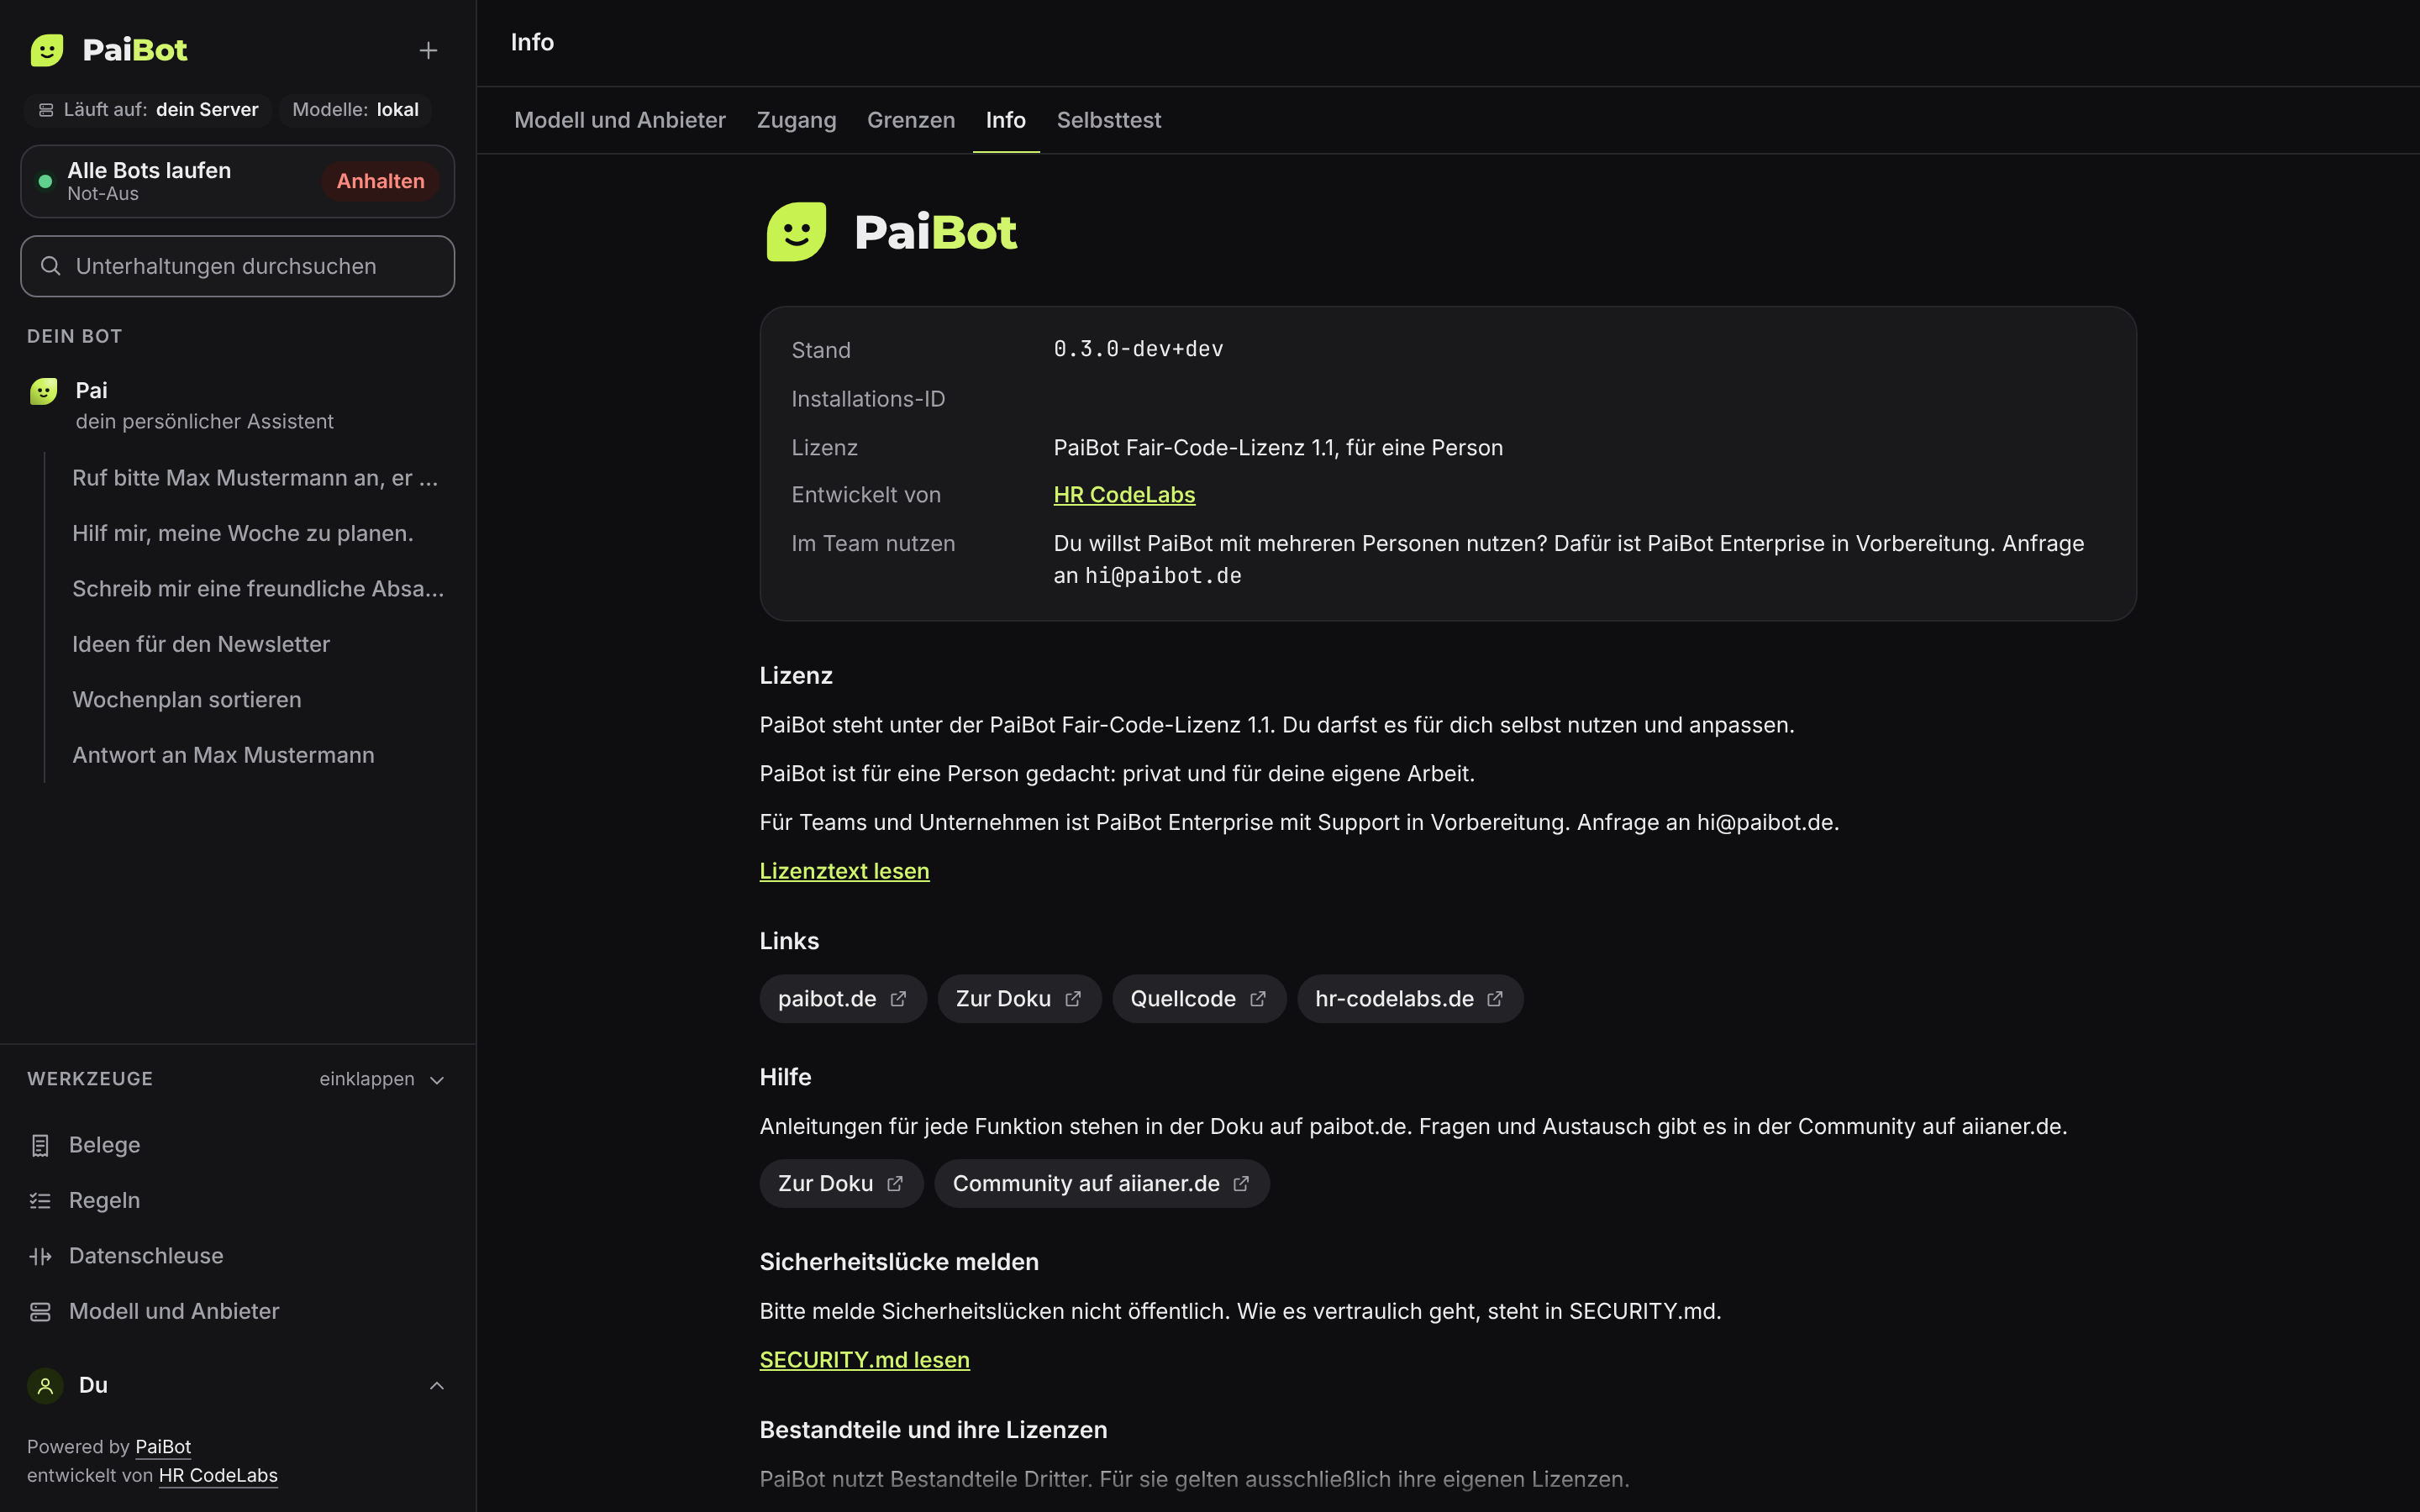 PaiBot
Läuft auf: dein Server
Modelle: lokal
Alle Bots laufen
Not-Aus
Anhalten
Unterhaltungen durchsuchen
DEIN BOT
Pai
dein persönlicher Assistent
Ruf bitte Max Mustermann an, er ...
Hilf mir, meine Woche zu planen.
Schreib mir eine freundliche Absa...
Ideen für den Newsletter
Wochenplan sortieren
Antwort an Max Mustermann
WERKZEUGE
einklappen
Belege
Regeln
Datenschleuse
Modell und Anbieter
Du
Powered by PaiBot
entwickelt von HR CodeLabs
Info
Modell und Anbieter
Zugang
Grenzen
Info
Selbsttest
PaiBot
Stand 0.3.0-dev+dev
Installations-ID
Lizenz PaiBot Fair-Code-Lizenz 1.1, für eine Person
Entwickelt von HR CodeLabs
Im Team nutzen Du willst PaiBot mit mehreren Personen nutzen? Dafür ist PaiBot Enterprise in Vorbereitung. Anfrage
an hi@paibot.de
Lizenz
PaiBot steht unter der PaiBot Fair-Code-Lizenz 1.1. Du darfst es für dich selbst nutzen und anpassen.
PaiBot ist für eine Person gedacht: privat und für deine eigene Arbeit.
Für Teams und Unternehmen ist PaiBot Enterprise mit Support in Vorbereitung. Anfrage an hi@paibot.de.
Lizenztext lesen
Links
paibot.de
Zur Doku
Quellcode
hr-codelabs.de
Hilfe
Anleitungen für jede Funktion stehen in der Doku auf paibot.de. Fragen und Austausch gibt es in der Community auf aiianer.de.
Zur Doku
Community auf aiianer.de
Sicherheitslücke melden
Bitte melde Sicherheitslücken nicht öffentlich. Wie es vertraulich geht, steht in SECURITY.md.
SECURITY.md lesen
Bestandteile und ihre Lizenzen
PaiBot nutzt Bestandteile Dritter. Für sie gelten ausschließlich ihre eigenen Lizenzen.